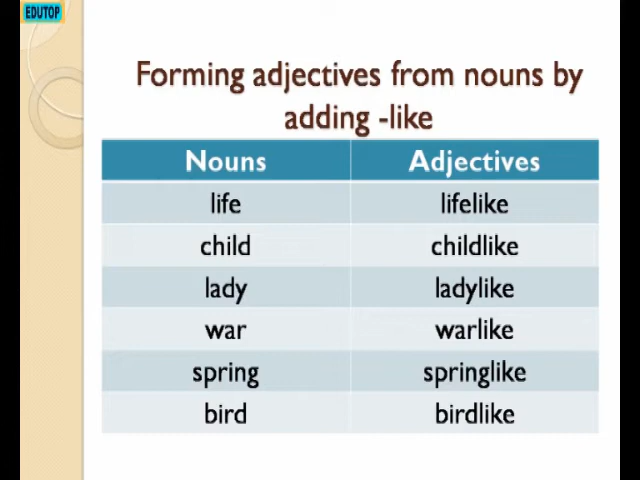 EDUTOP
Forming adjectives from nouns by
adding -like
Nouns Adjectives
life lifelike
child childlike
lady ladylike
war warlike
spring springlike
bird birdlike